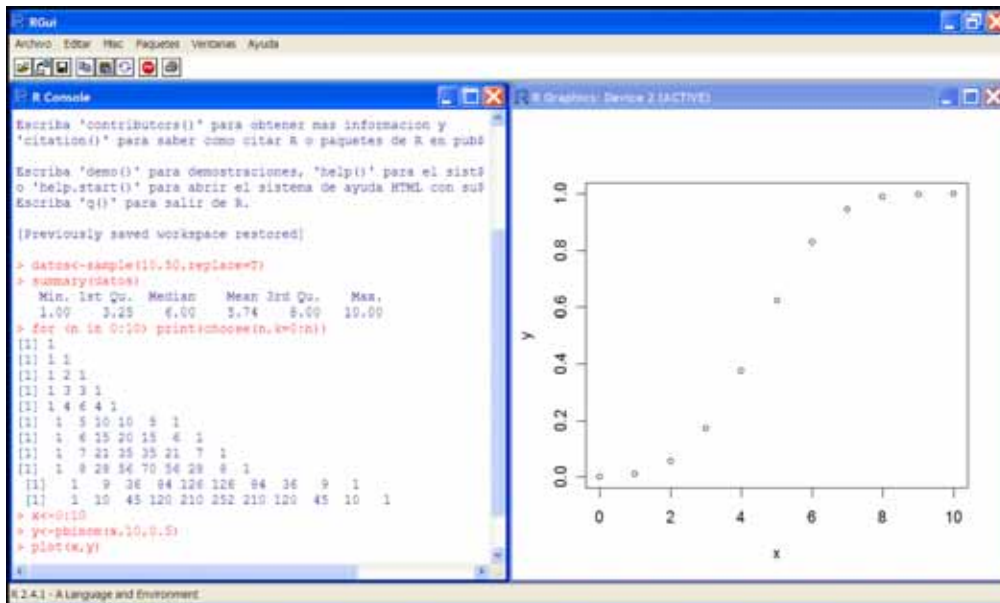 RGui
Archivo Editar Misc Paquetes Ventanas Ayuda
R Console
Escriba 'contributors()' para obtener mas informacion y
'citation()' para saber como citar R o paquetes de R en pub$
Escriba 'demo()' para demostraciones, 'help()' para el sist$
o 'help.start()' para abrir el sistema de ayuda HTML con su$
Escriba 'q()' para salir de R.
[Previously saved workspace restored]
> datos<-sample(10,50,replace=T)
> summary(datos)
Min. 1st Qu. Median Mean 3rd Qu. Max.
1.00 3.25 6.00 5.74 8.00 10.00
> for (n in 0:10) print(choose(n,k=0:n))
[1] 1
[1] 1 1
[1] 1 2 1
[1] 1 3 3 1
[1] 1 4 6 4 1
[1] 1 5 10 10 5 1
[1] 1 6 15 20 15 6 1
[1] 1 7 21 35 35 21 7 1
[1] 1 8 28 56 70 56 28 8 1
[1] 1 9 36 84 126 126 84 36 9 1
[1] 1 10 45 120 210 252 210 120 45 10 1
> x<-0:10
> y<-pbinom(x,10,0.5)
> plot(x,y)
R Graphics: Device 2 (ACTIVE)
1.0
0.8
0.6
y
0.4
0.2
0.0
0 2 4 6 8 10
x
R 2.4.1 - A Language and Environment